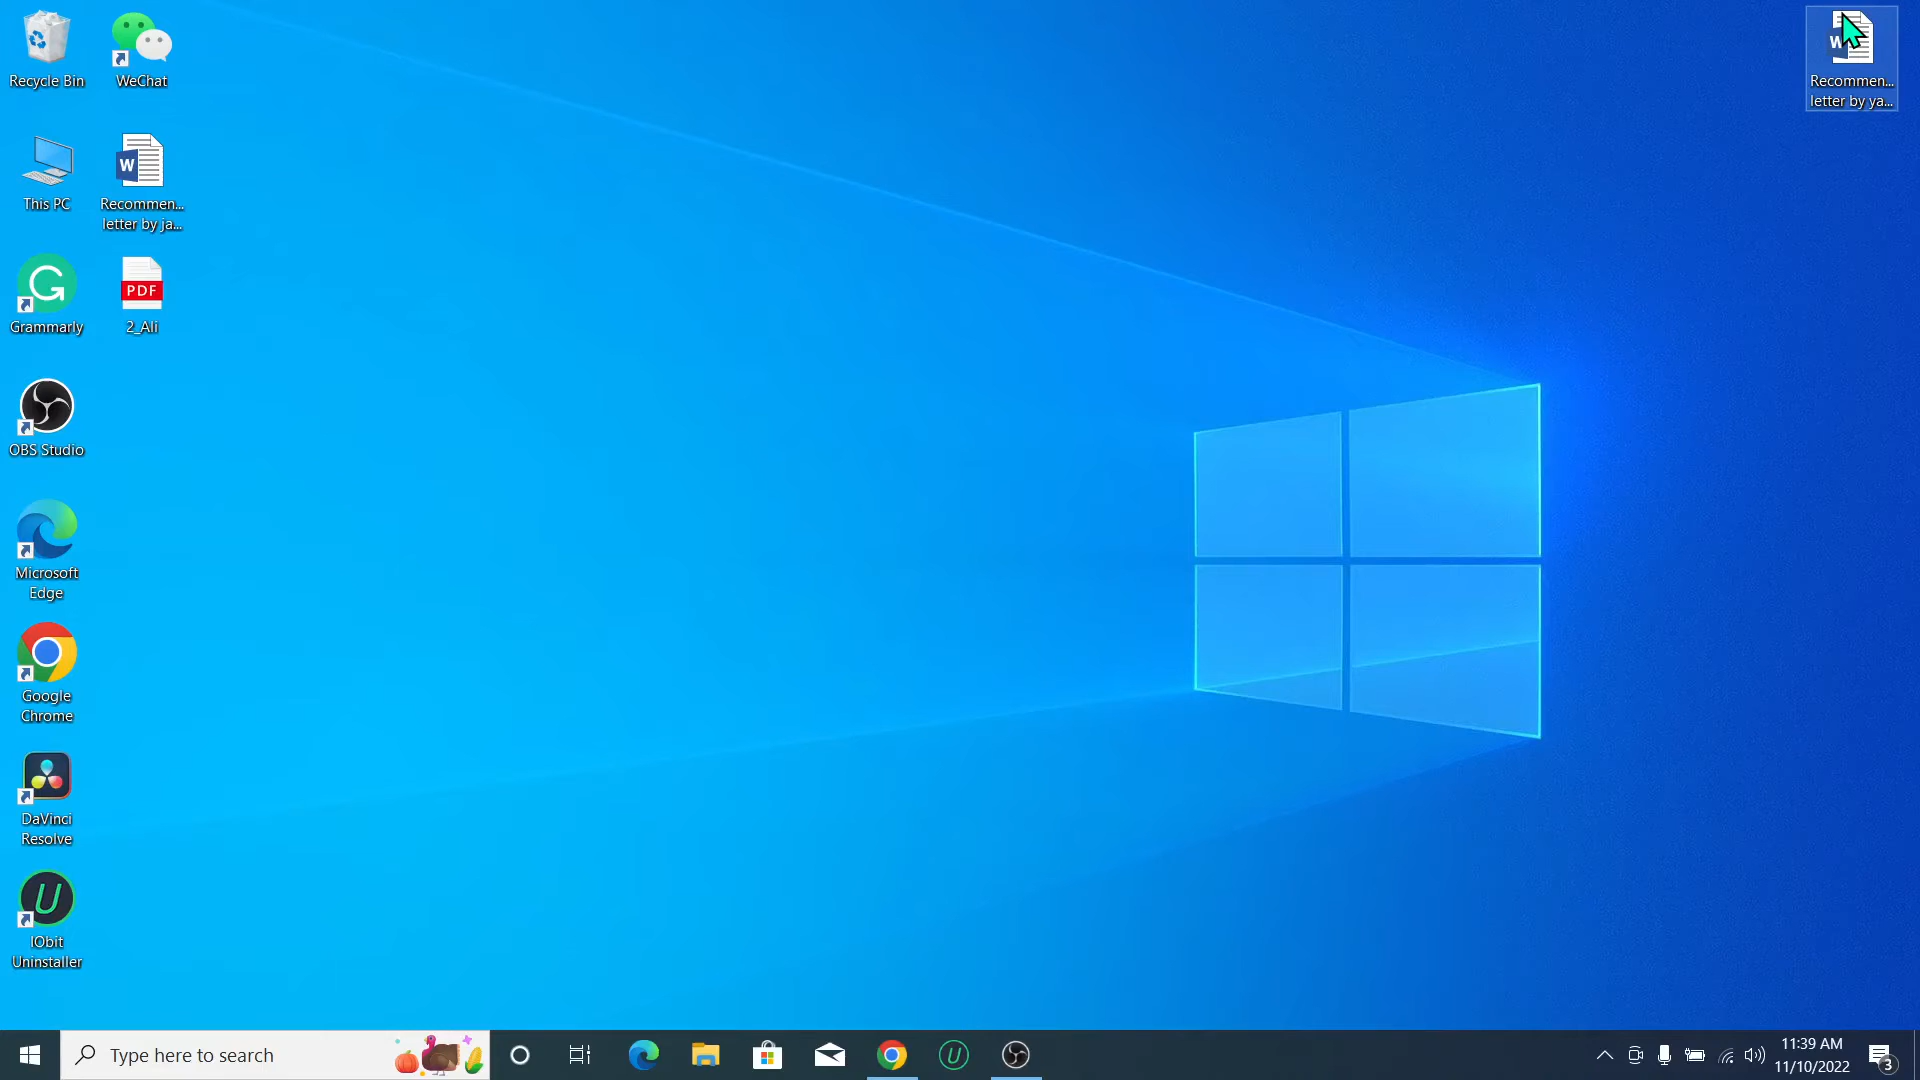 Recycle Bin
WeChat
Recommen...
letter by ya...
This PC
W
Recommen...
letter by ja...
Grammarly
PDF
2_Ali
OBS Studio
Microsoft
Edge
Google
Chrome
DaVinci
Resolve
IObit
Uninstaller
Type here to search
11:39 AM
11/10/2022
3